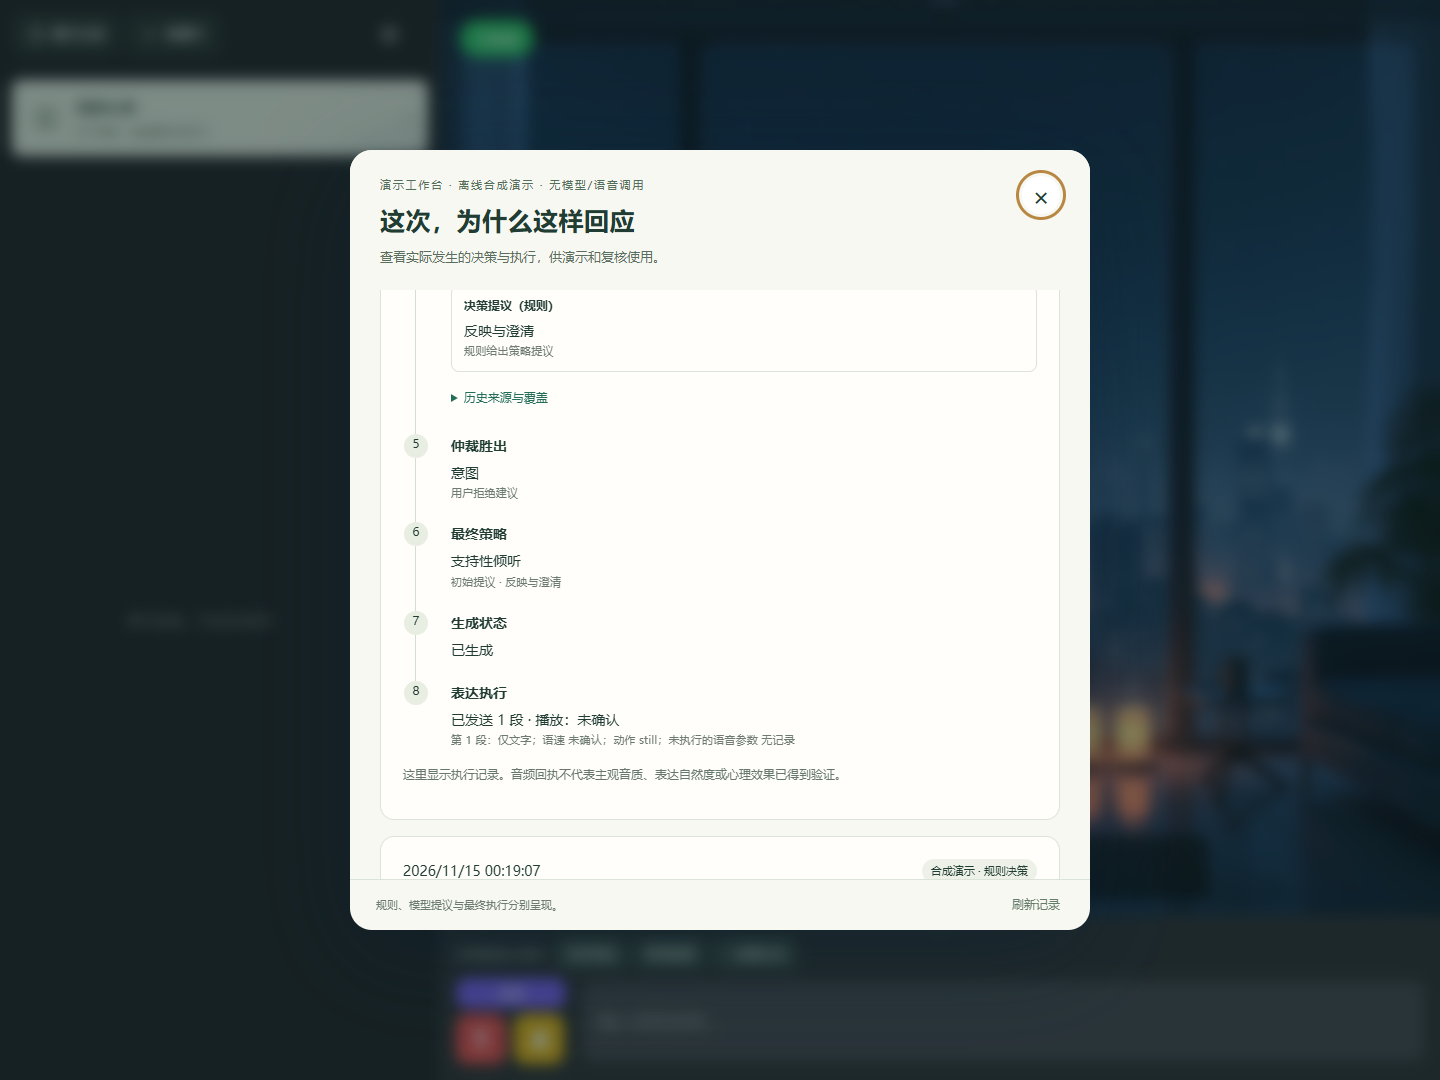 演示工作台 · 离线合成演示 · 无模型/语音调用
这次，为什么这样回应
查看实际发生的决策与执行，供演示和复核使用。
决策提议（规则）
反映与澄清
规则给出策略提议
▶ 历史来源与覆盖
5
仲裁胜出
意图
用户拒绝建议
6
最终策略
支持性倾听
初始提议 · 反映与澄清
7
生成状态
已生成
8
表达执行
已发送 1 段 · 播放：未确认
第 1 段：仅文字；语速 未确认；动作 still；未执行的语音参数 无记录
这里显示执行记录。音频回执不代表主观音质、表达自然度或心理效果已得到验证。
2026/11/15 00:19:07
合成演示 · 规则决策
规则、模型提议与最终执行分别呈现。
刷新记录